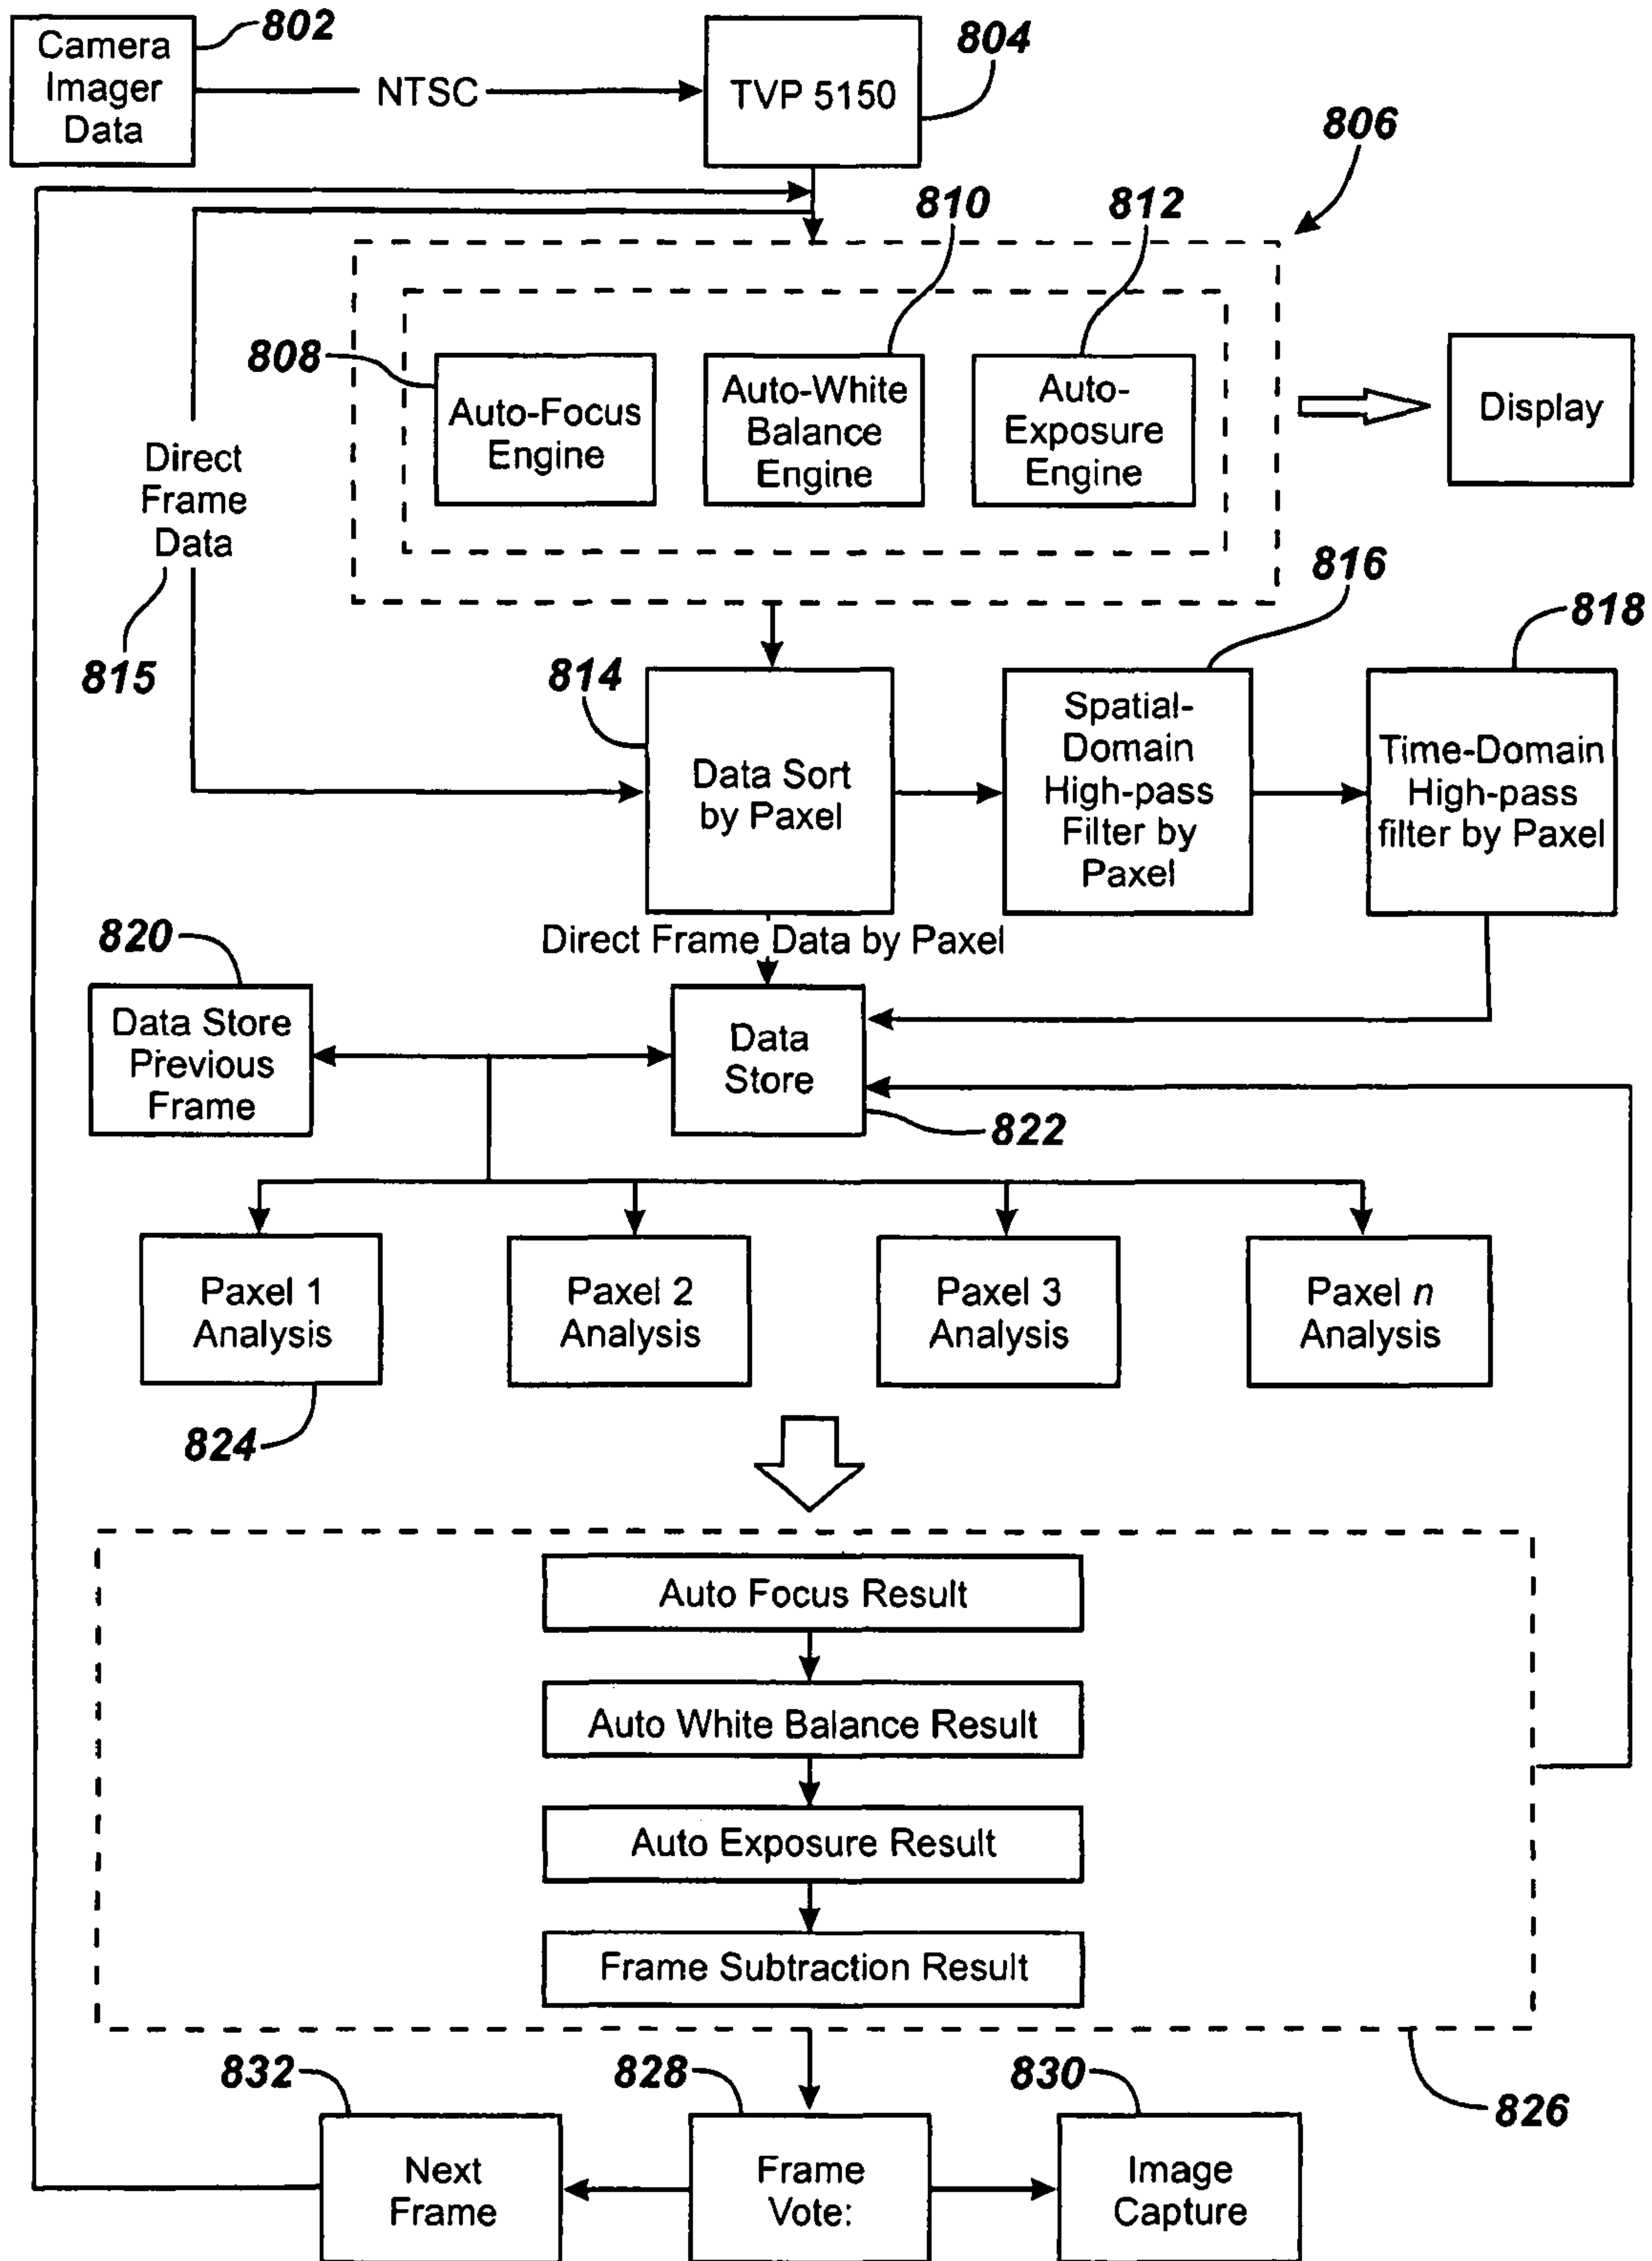 802
Camera
Imager
Data
NTSC
804
TVP 5150
806
810
812
808
Auto-Focus
Engine
Auto-White
Balance
Engine
Auto-
Exposure
Engine
Display
Direct
Frame
Data
815
816
818
814
Data Sort
by Paxel
Spatial-
Domain
High-pass
Filter by
Paxel
Time-Domain
High-pass
filter by Paxel
Direct Frame Data by Paxel
820
Data Store
Previous
Frame
Data
Store
822
Paxel 1
Analysis
Paxel 2
Analysis
Paxel 3
Analysis
Paxel n
Analysis
824
Auto Focus Result
Auto White Balance Result
Auto Exposure Result
Frame Subtraction Result
826
832
828
830
Next
Frame
Frame
Vote:
Image
Capture